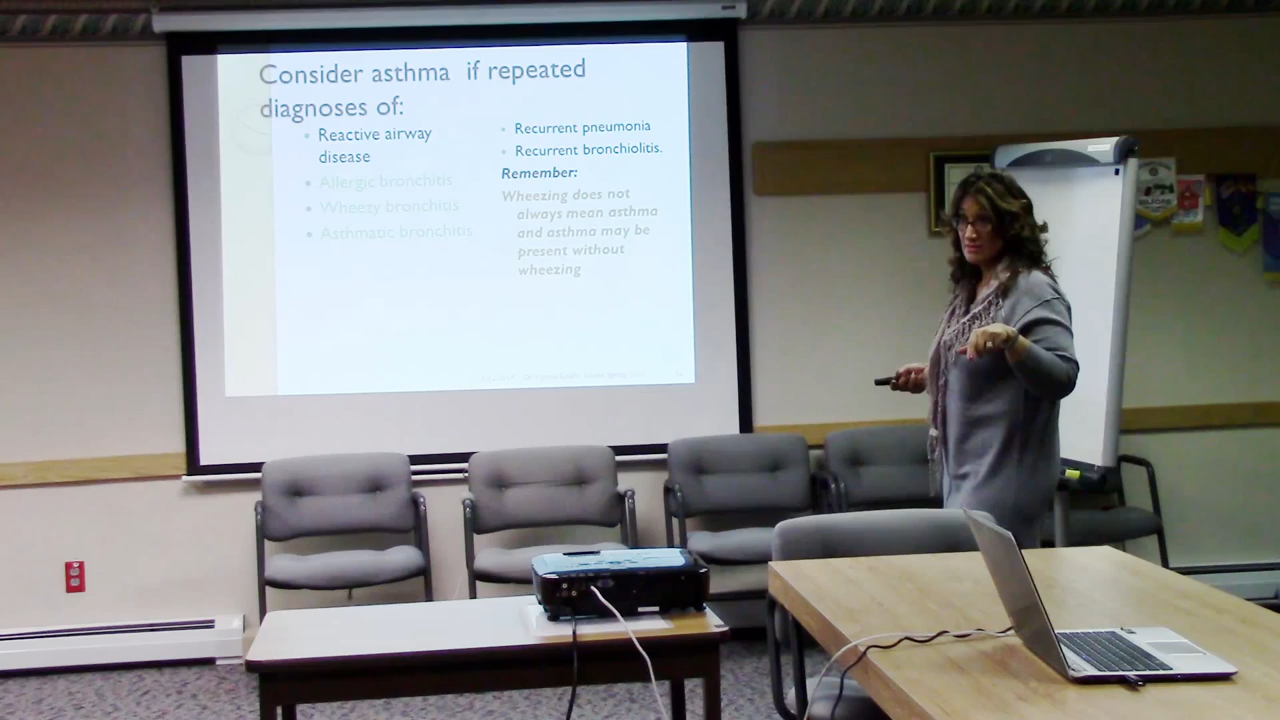 Consider asthma if repeated
diagnoses of:
• Reactive airway
disease
• Allergic bronchitis
• Wheezy bronchitis
• Asthmatic bronchitis
• Recurrent pneumonia
• Recurrent bronchiolitis.
Remember:
Wheezing does not
always mean asthma
and asthma may be
present without
wheezing